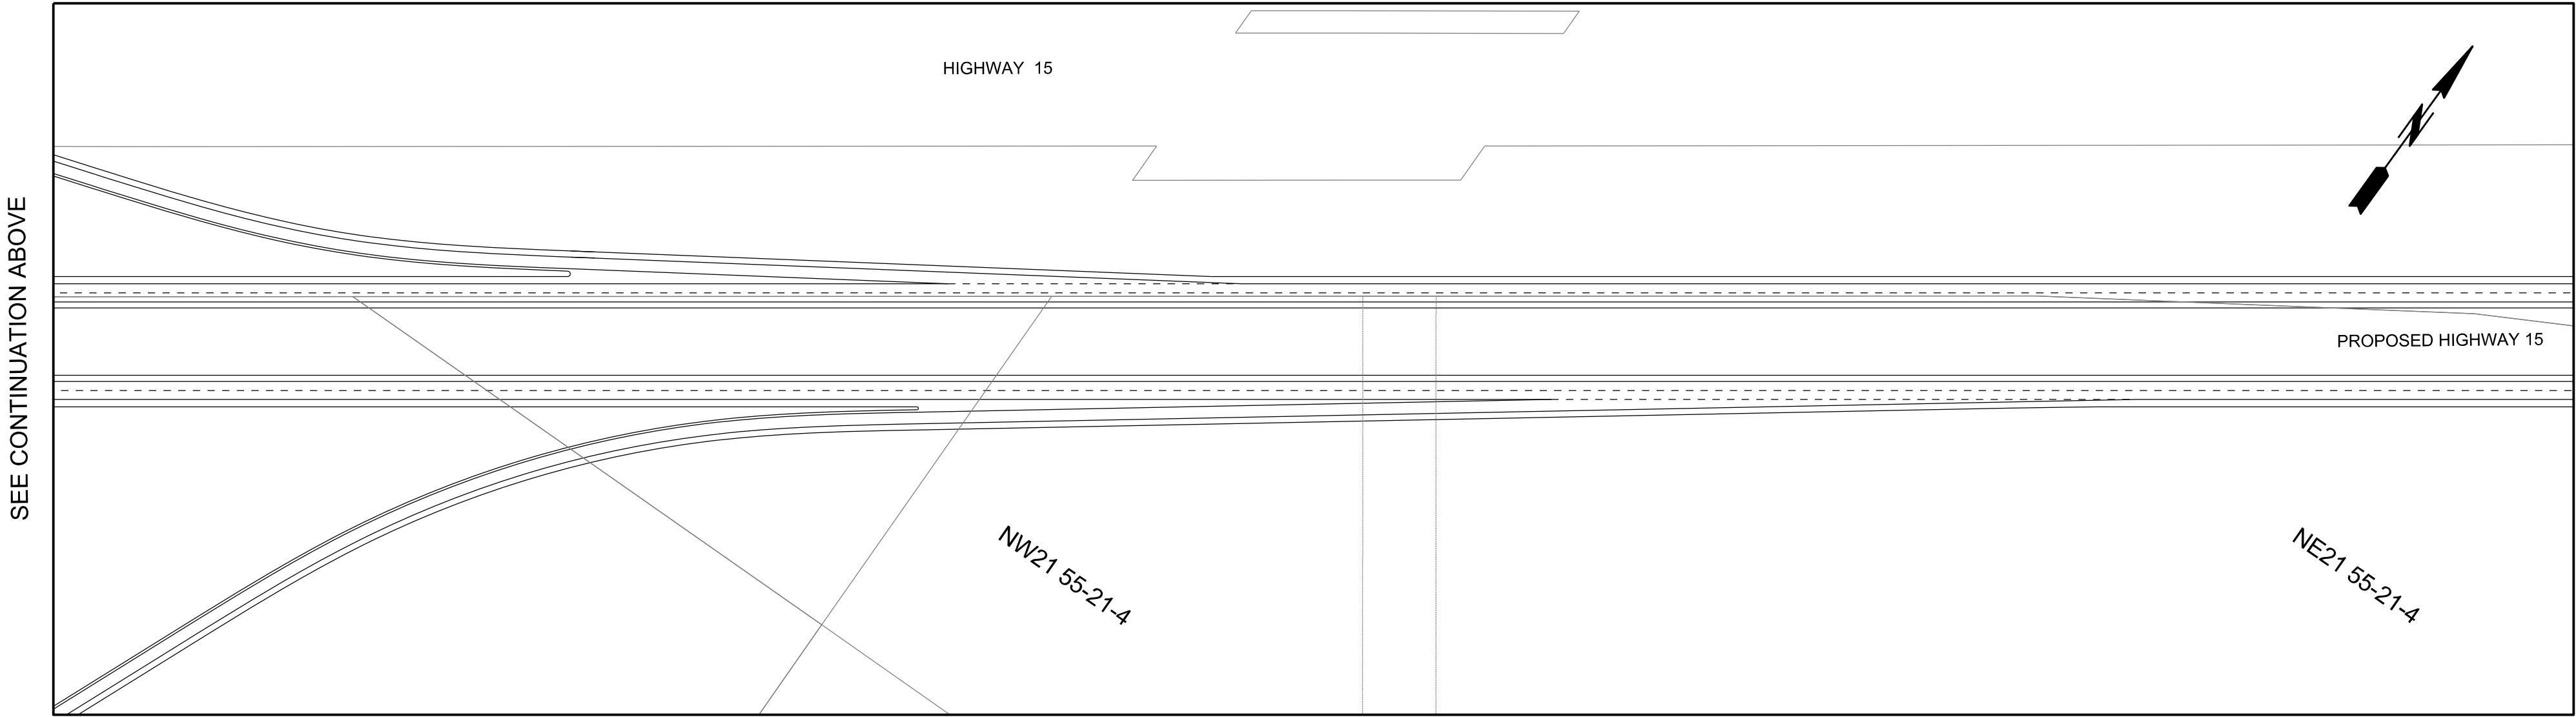 HIGHWAY 15
SEE CONTINUATION ABOVE
PROPOSED HIGHWAY 15
NW21 55-21-4
NE21 55-21-4
N